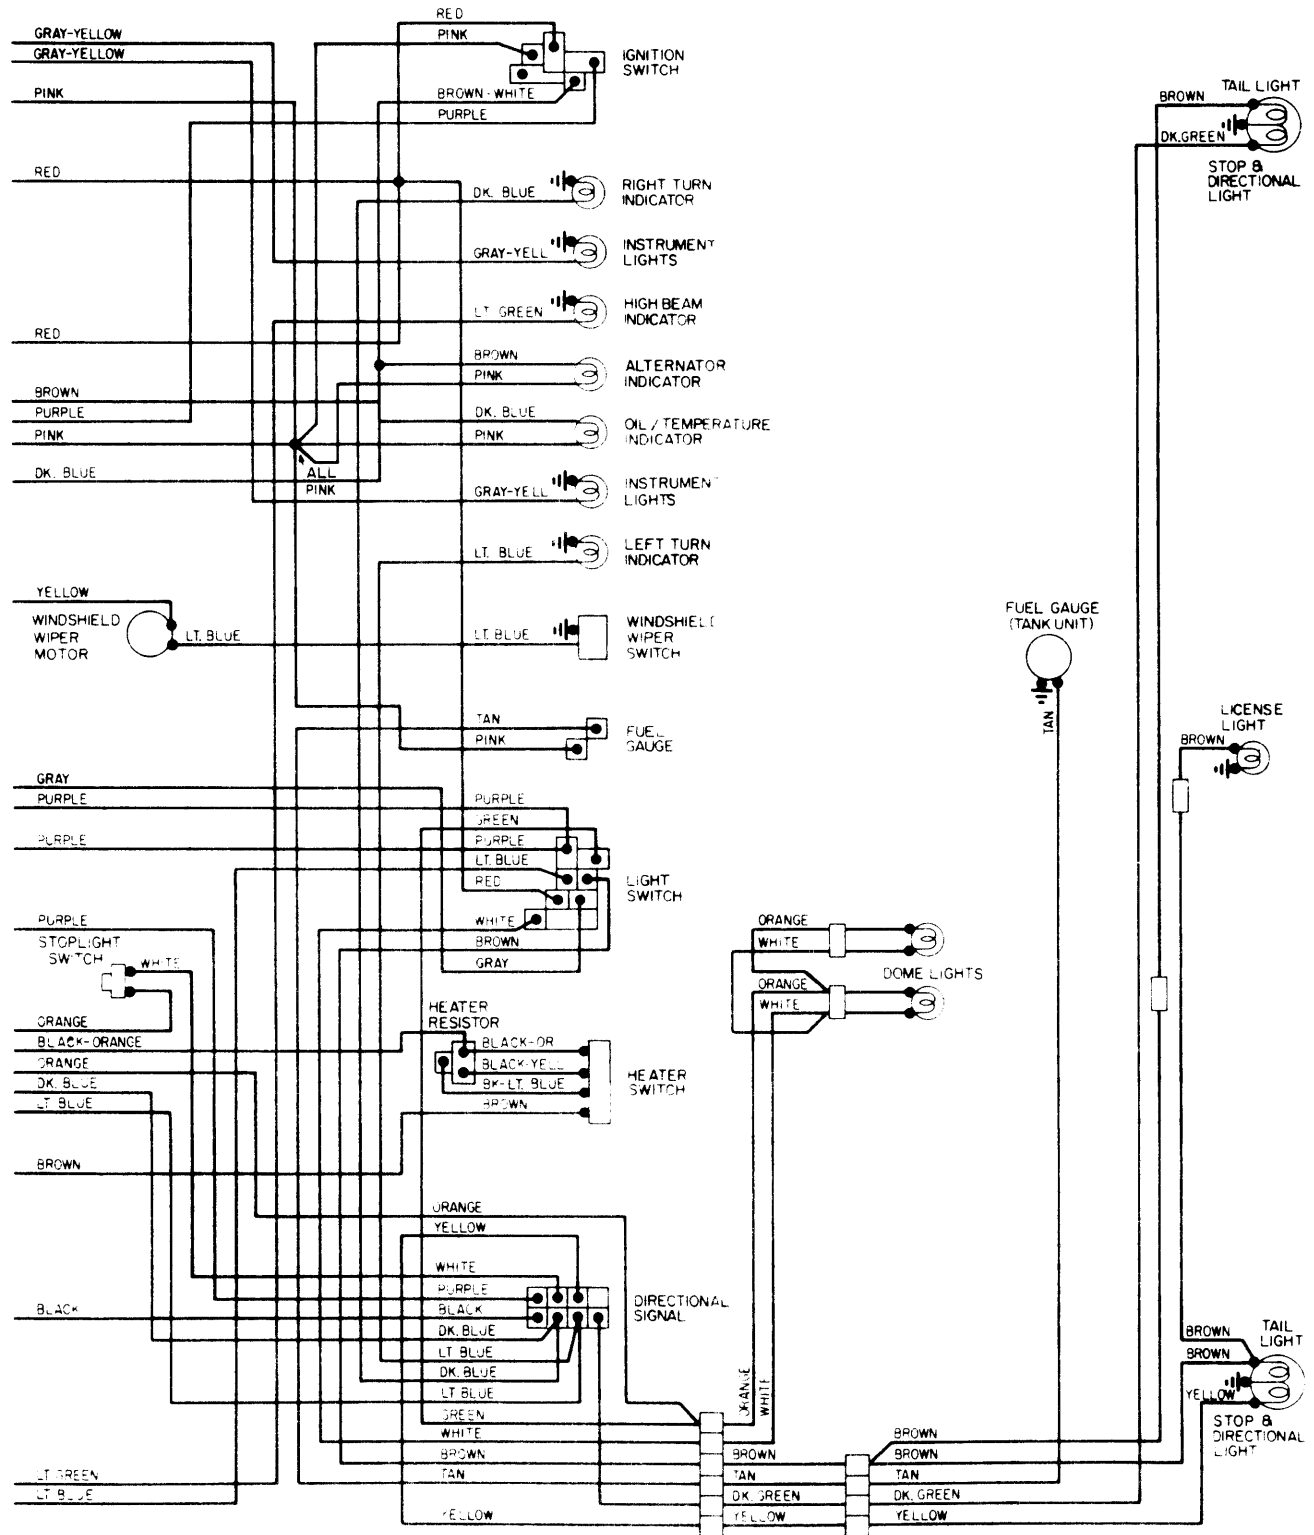 RED
GRAY-YELLOW
PINK
GRAY-YELLOW
IGNITION
SWITCH
PINK
BROWN-WHITE
PURPLE
BROWN
TAIL LIGHT
DK.GREEN
STOP &
DIRECTIONAL
LIGHT
RED
DK. BLUE
RIGHT TURN
INDICATOR
GRAY-YELL
INSTRUMENT
LIGHTS
LT. GREEN
HIGH BEAM
INDICATOR
RED
BROWN
PINK
ALTERNATOR
INDICATOR
BROWN
PURPLE
PINK
DK. BLUE
PINK
OIL / TEMPERATURE
INDICATOR
DK. BLUE
ALL
PINK
GRAY-YELL
INSTRUMENT
LIGHTS
LT. BLUE
LEFT TURN
INDICATOR
YELLOW
WINDSHIELD
WIPER
MOTOR
LT. BLUE
LT. BLUE
WINDSHIELD
WIPER
SWITCH
FUEL GAUGE
(TANK UNIT)
TAN
TAN
PINK
FUEL
GAUGE
LICENSE
LIGHT
BROWN
GRAY
PURPLE
PURPLE
PURPLE
GREEN
PURPLE
LT. BLUE
RED
WHITE
BROWN
GRAY
LIGHT
SWITCH
PURPLE
STOPLIGHT
SWITCH
WHITE
ORANGE
WHITE
DOME LIGHTS
ORANGE
WHITE
ORANGE
BLACK-ORANGE
ORANGE
DK. BLUE
LT. BLUE
HEATER
RESISTOR
BLACK-OR
BLACK-YELL
BK-LT. BLUE
BROWN
HEATER
SWITCH
BROWN
ORANGE
YELLOW
WHITE
PURPLE
BLACK
BLACK
DK. BLUE
LT. BLUE
DK. BLUE
LT. BLUE
GREEN
WHITE
BROWN
TAN
YELLOW
DIRECTIONAL
SIGNAL
ORANGE
WHITE
BROWN
BROWN
YELLOW
TAIL
LIGHT
STOP &
DIRECTIONAL
LIGHT
LT. GREEN
LT. BLUE
BROWN
TAN
DK. GREEN
YELLOW
BROWN
BROWN
TAN
DK. GREEN
YELLOW